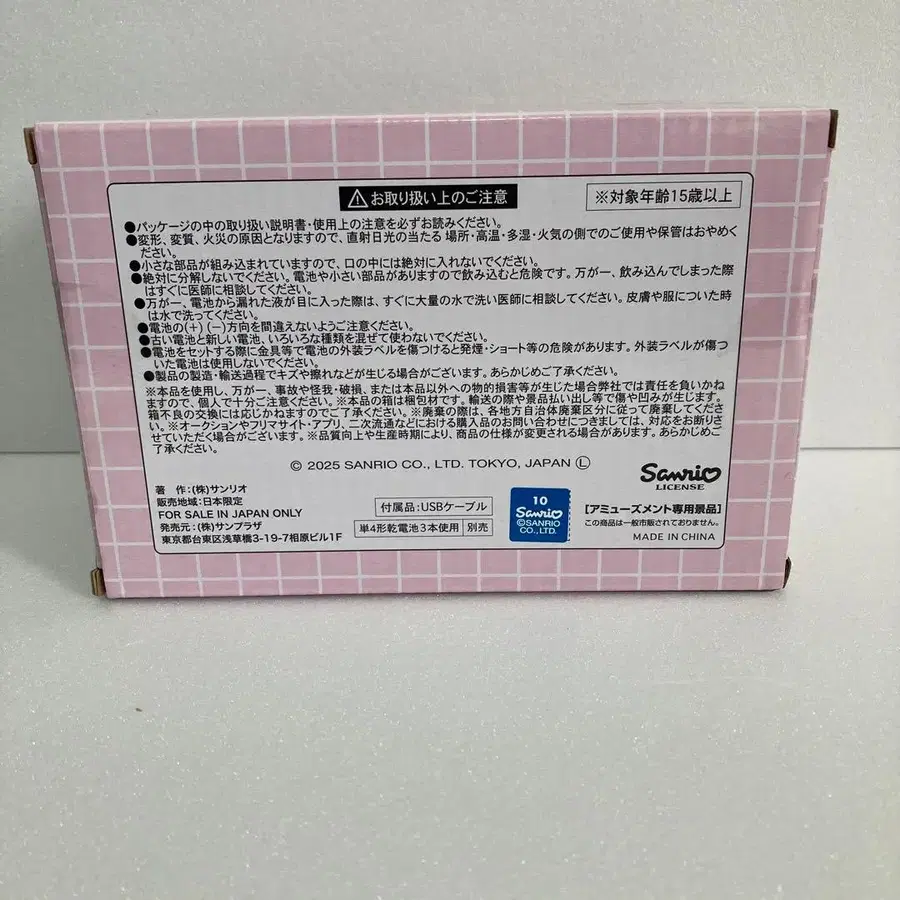 ⚠お取り扱い上のご注意
※対象年齢15歳以上
●パッケージの中の取り扱い説明書・使用上の注意を必ずお読みください。
●変形、変質、火災の原因となりますので、直射日光の当たる 場所・高温・多湿・火気の側でのご使用や保管はおやめく
ださい。
●小さな部品が組み込まれていますので、口の中には絶対に入れないでください。
●絶対に分解しないでください。電池や小さい部品がありますので飲み込むと危険です。万が一、飲み込んでしまった際
はすぐに医師に相談してください。
●万が一、電池から漏れた液が目に入った際は、すぐに大量の水で洗い医師に相談してください。皮膚や服についた時
は水で洗ってください。
●電池の(+)(−)方向を間違えないようご注意ください。
●古い電池と新しい電池、いろいろな種類を混ぜて使わないでください。
●電池をセットする際に金具等で電池の外装ラベルを傷つけると発煙・ショート等の危険があります。外装ラベルが傷つ
いた電池は使用しないでください。
●製品の製造・輸送過程でキズや擦れなどが生じる場合がございます。あらかじめご了承ください。
※本品を使用し、万が一、事故や怪我・破損、または本品以外への物的損害等が生じた場合弊社では責任を負いかね
ますので、個人で十分ご注意ください。※本品の箱は梱包材です。輸送の際や景品払い出し等で傷や凹みが生じます。
箱不良の交換には応じかねますのでご了承ください。※廃棄の際は、各地方自治体廃棄区分に従って廃棄してくださ
い。※オークションやフリマサイト・アプリ、二次流通などにおける購入品のお問い合わせにつきましては、対応をお断りさ
せていただく場合がございます。※品質向上や生産時期により、商品の仕様が変更される場合があります。あらかじめご
了承ください。
© 2025 SANRIO CO., LTD. TOKYO, JAPAN Ⓛ
Sanrio
LICENSE
著 作:(株)サンリオ
販売地域:日本限定
FOR SALE IN JAPAN ONLY
発売元:(株)サンプラザ
東京都台東区浅草橋3-19-7相原ビル1F
付属品:USBケーブル
単4形乾電池3本使用 別売
10
Sanrio
©SANRIO
CO., LTD.
【アミューズメント専用景品】
この商品は一般市販されておりません。
MADE IN CHINA